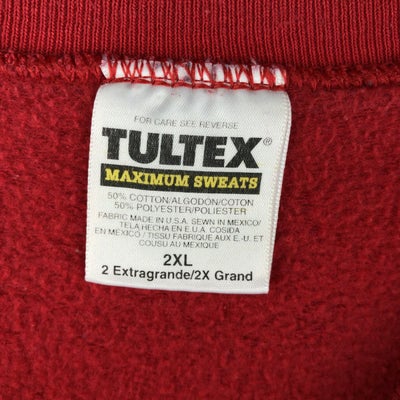 FOR CARE SEE REVERSE
TULTEX®
MAXIMUM SWEATS
50% COTTON/ALGODON/COTON
50% POLYESTER/POLIESTER
FABRIC MADE IN U.S.A. SEWN IN MEXICO/
TELA HECHA EN E.U.A. COSIDA
EN MEXICO / TISSU FABRIQUE AUX E.-U. ET
COUSU AU MEXIQUE
2XL
2 Extragrande/2X Grand